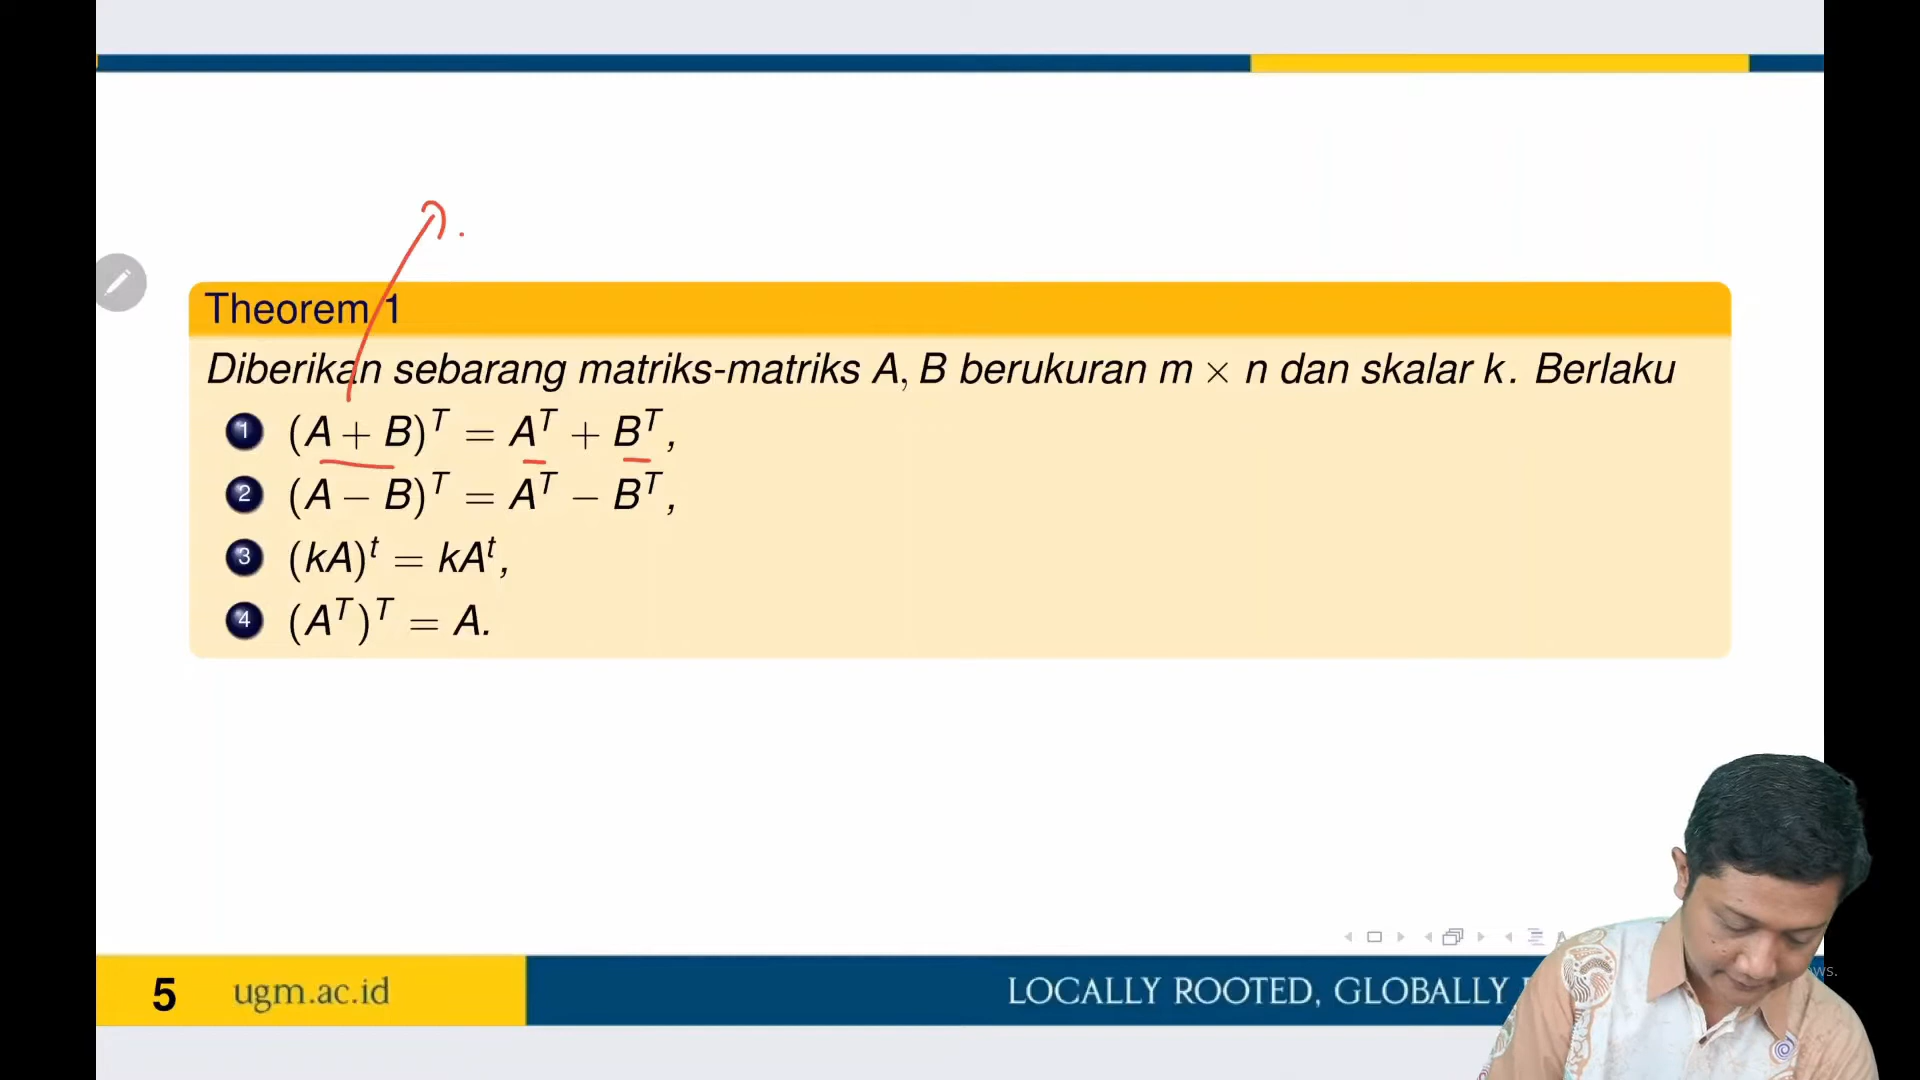 Theorem 1
Diberikan sebarang matriks-matriks A, B berukuran m × n dan skalar k. Berlaku
1 (A + B)^T = A^T + B^T,
2 (A − B)^T = A^T − B^T,
3 (kA)^t = kA^t,
4 (A^T)^T = A.
5 ugm.ac.id LOCALLY ROOTED, GLOBALLY